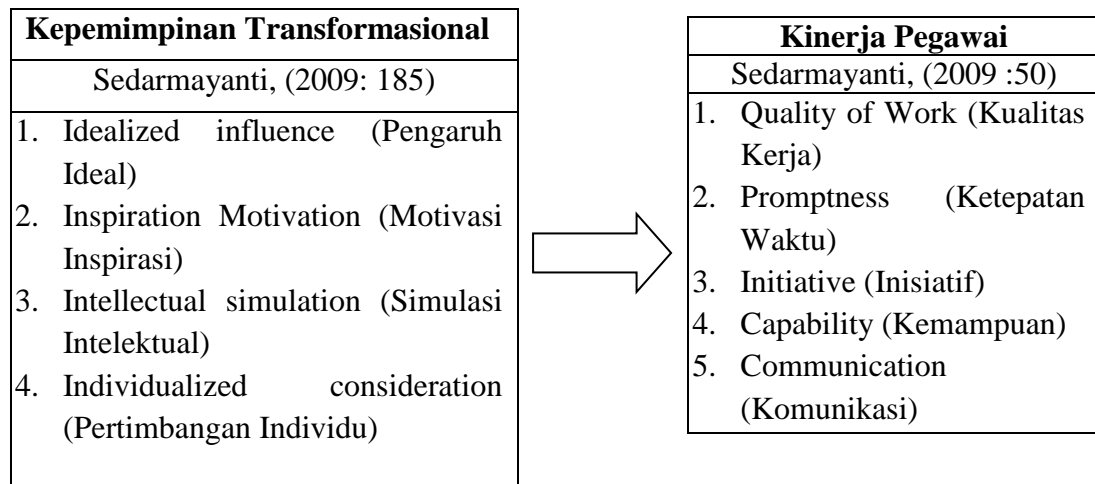 Kepemimpinan Transformasional
Sedarmayanti, (2009: 185)
1. Idealized influence (Pengaruh
Ideal)
2. Inspiration Motivation (Motivasi
Inspirasi)
3. Intellectual simulation (Simulasi
Intelektual)
4. Individualized consideration
(Pertimbangan Individu)
Kinerja Pegawai
Sedarmayanti, (2009 :50)
1. Quality of Work (Kualitas
Kerja)
2. Promptness (Ketepatan
Waktu)
3. Initiative (Inisiatif)
4. Capability (Kemampuan)
5. Communication
(Komunikasi)